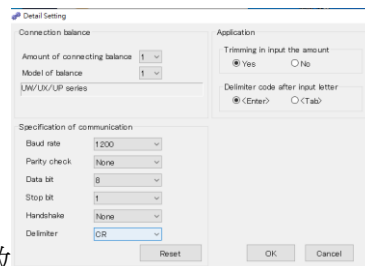 Detail Setting
Connection balance
Amount of connecting balance 1
Model of balance 1
UW/UX/UP series
Specification of communication
Baud rate 1200
Parity check None
Data bit 8
Stop bit 1
Handshake None
Delimiter CR
Reset
Application
Trimming in input the amount
Yes No
Delimiter code after input letter
<Enter> <Tab>
OK Cancel